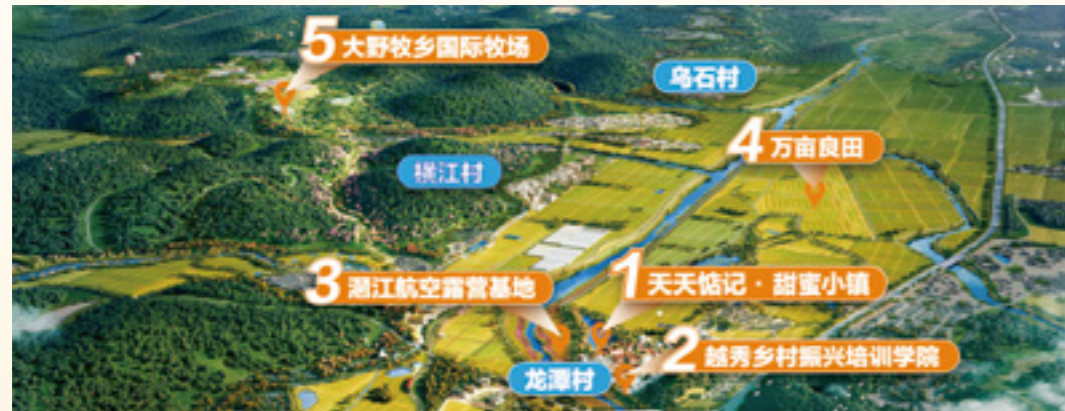 5 大野牧乡国际牧场
乌石村
4 万亩良田
横江村
3 潖江航空露营基地
1 天天惦记·甜蜜小镇
2 越秀乡村振兴培训学院
龙潭村